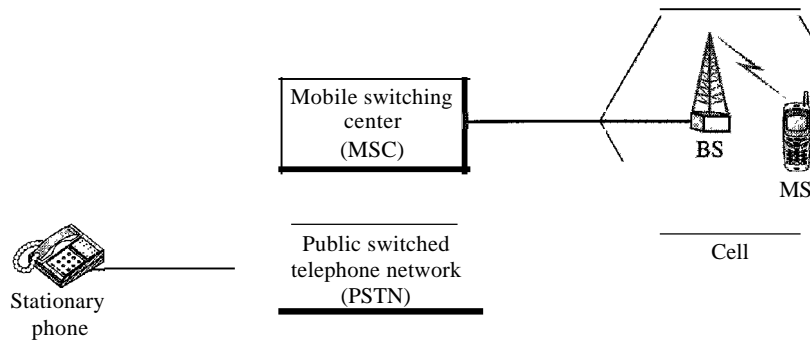 Mobile switching
center
(MSC)
BS
MS
Public switched
telephone network
(PSTN)
Cell
Stationary
phone